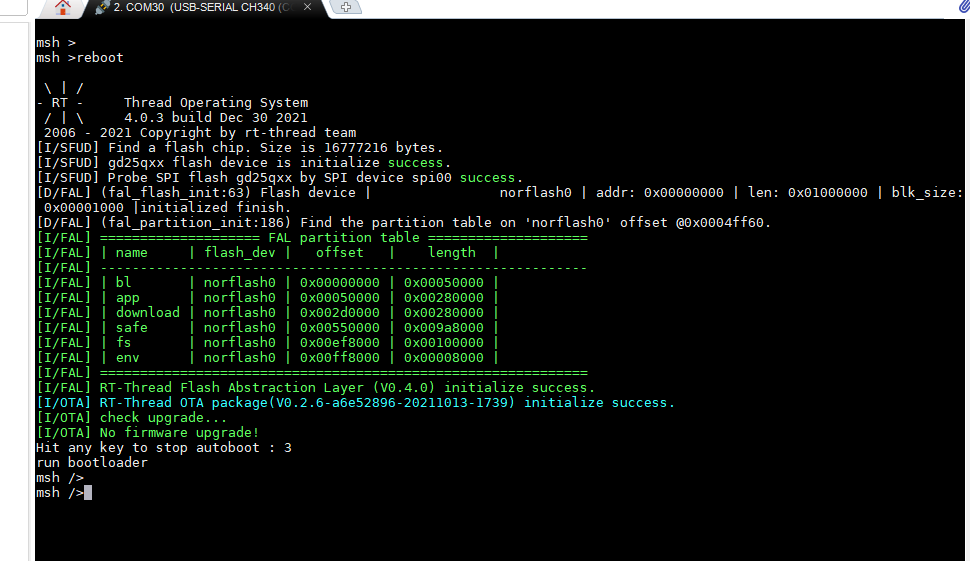 2. COM30 (USB-SERIAL CH340 (C
msh >
msh >reboot
\ | /
- RT -     Thread Operating System
/ | \     4.0.3 build Dec 30 2021
2006 - 2021 Copyright by rt-thread team
[I/SFUD] Find a flash chip. Size is 16777216 bytes.
[I/SFUD] gd25qxx flash device is initialize success.
[I/SFUD] Probe SPI flash gd25qxx by SPI device spi00 success.
[D/FAL] (fal_flash_init:63) Flash device |                norflash0 | addr: 0x00000000 | len: 0x01000000 | blk_size:
0x00001000 |initialized finish.
[D/FAL] (fal_partition_init:186) Find the partition table on 'norflash0' offset @0x0004ff60.
[I/FAL] ==================== FAL partition table ====================
[I/FAL] | name     | flash_dev |   offset   |    length  |
[I/FAL] -------------------------------------------------------------
[I/FAL] | bl       | norflash0 | 0x00000000 | 0x00050000 |
[I/FAL] | app      | norflash0 | 0x00050000 | 0x00280000 |
[I/FAL] | download | norflash0 | 0x002d0000 | 0x00280000 |
[I/FAL] | safe     | norflash0 | 0x00550000 | 0x009a8000 |
[I/FAL] | fs       | norflash0 | 0x00ef8000 | 0x00100000 |
[I/FAL] | env      | norflash0 | 0x00ff8000 | 0x00008000 |
[I/FAL] =============================================================
[I/FAL] RT-Thread Flash Abstraction Layer (V0.4.0) initialize success.
[I/OTA] RT-Thread OTA package(V0.2.6-a6e52896-20211013-1739) initialize success.
[I/OTA] check upgrade...
[I/OTA] No firmware upgrade!
Hit any key to stop autoboot : 3
run bootloader
msh />
msh />